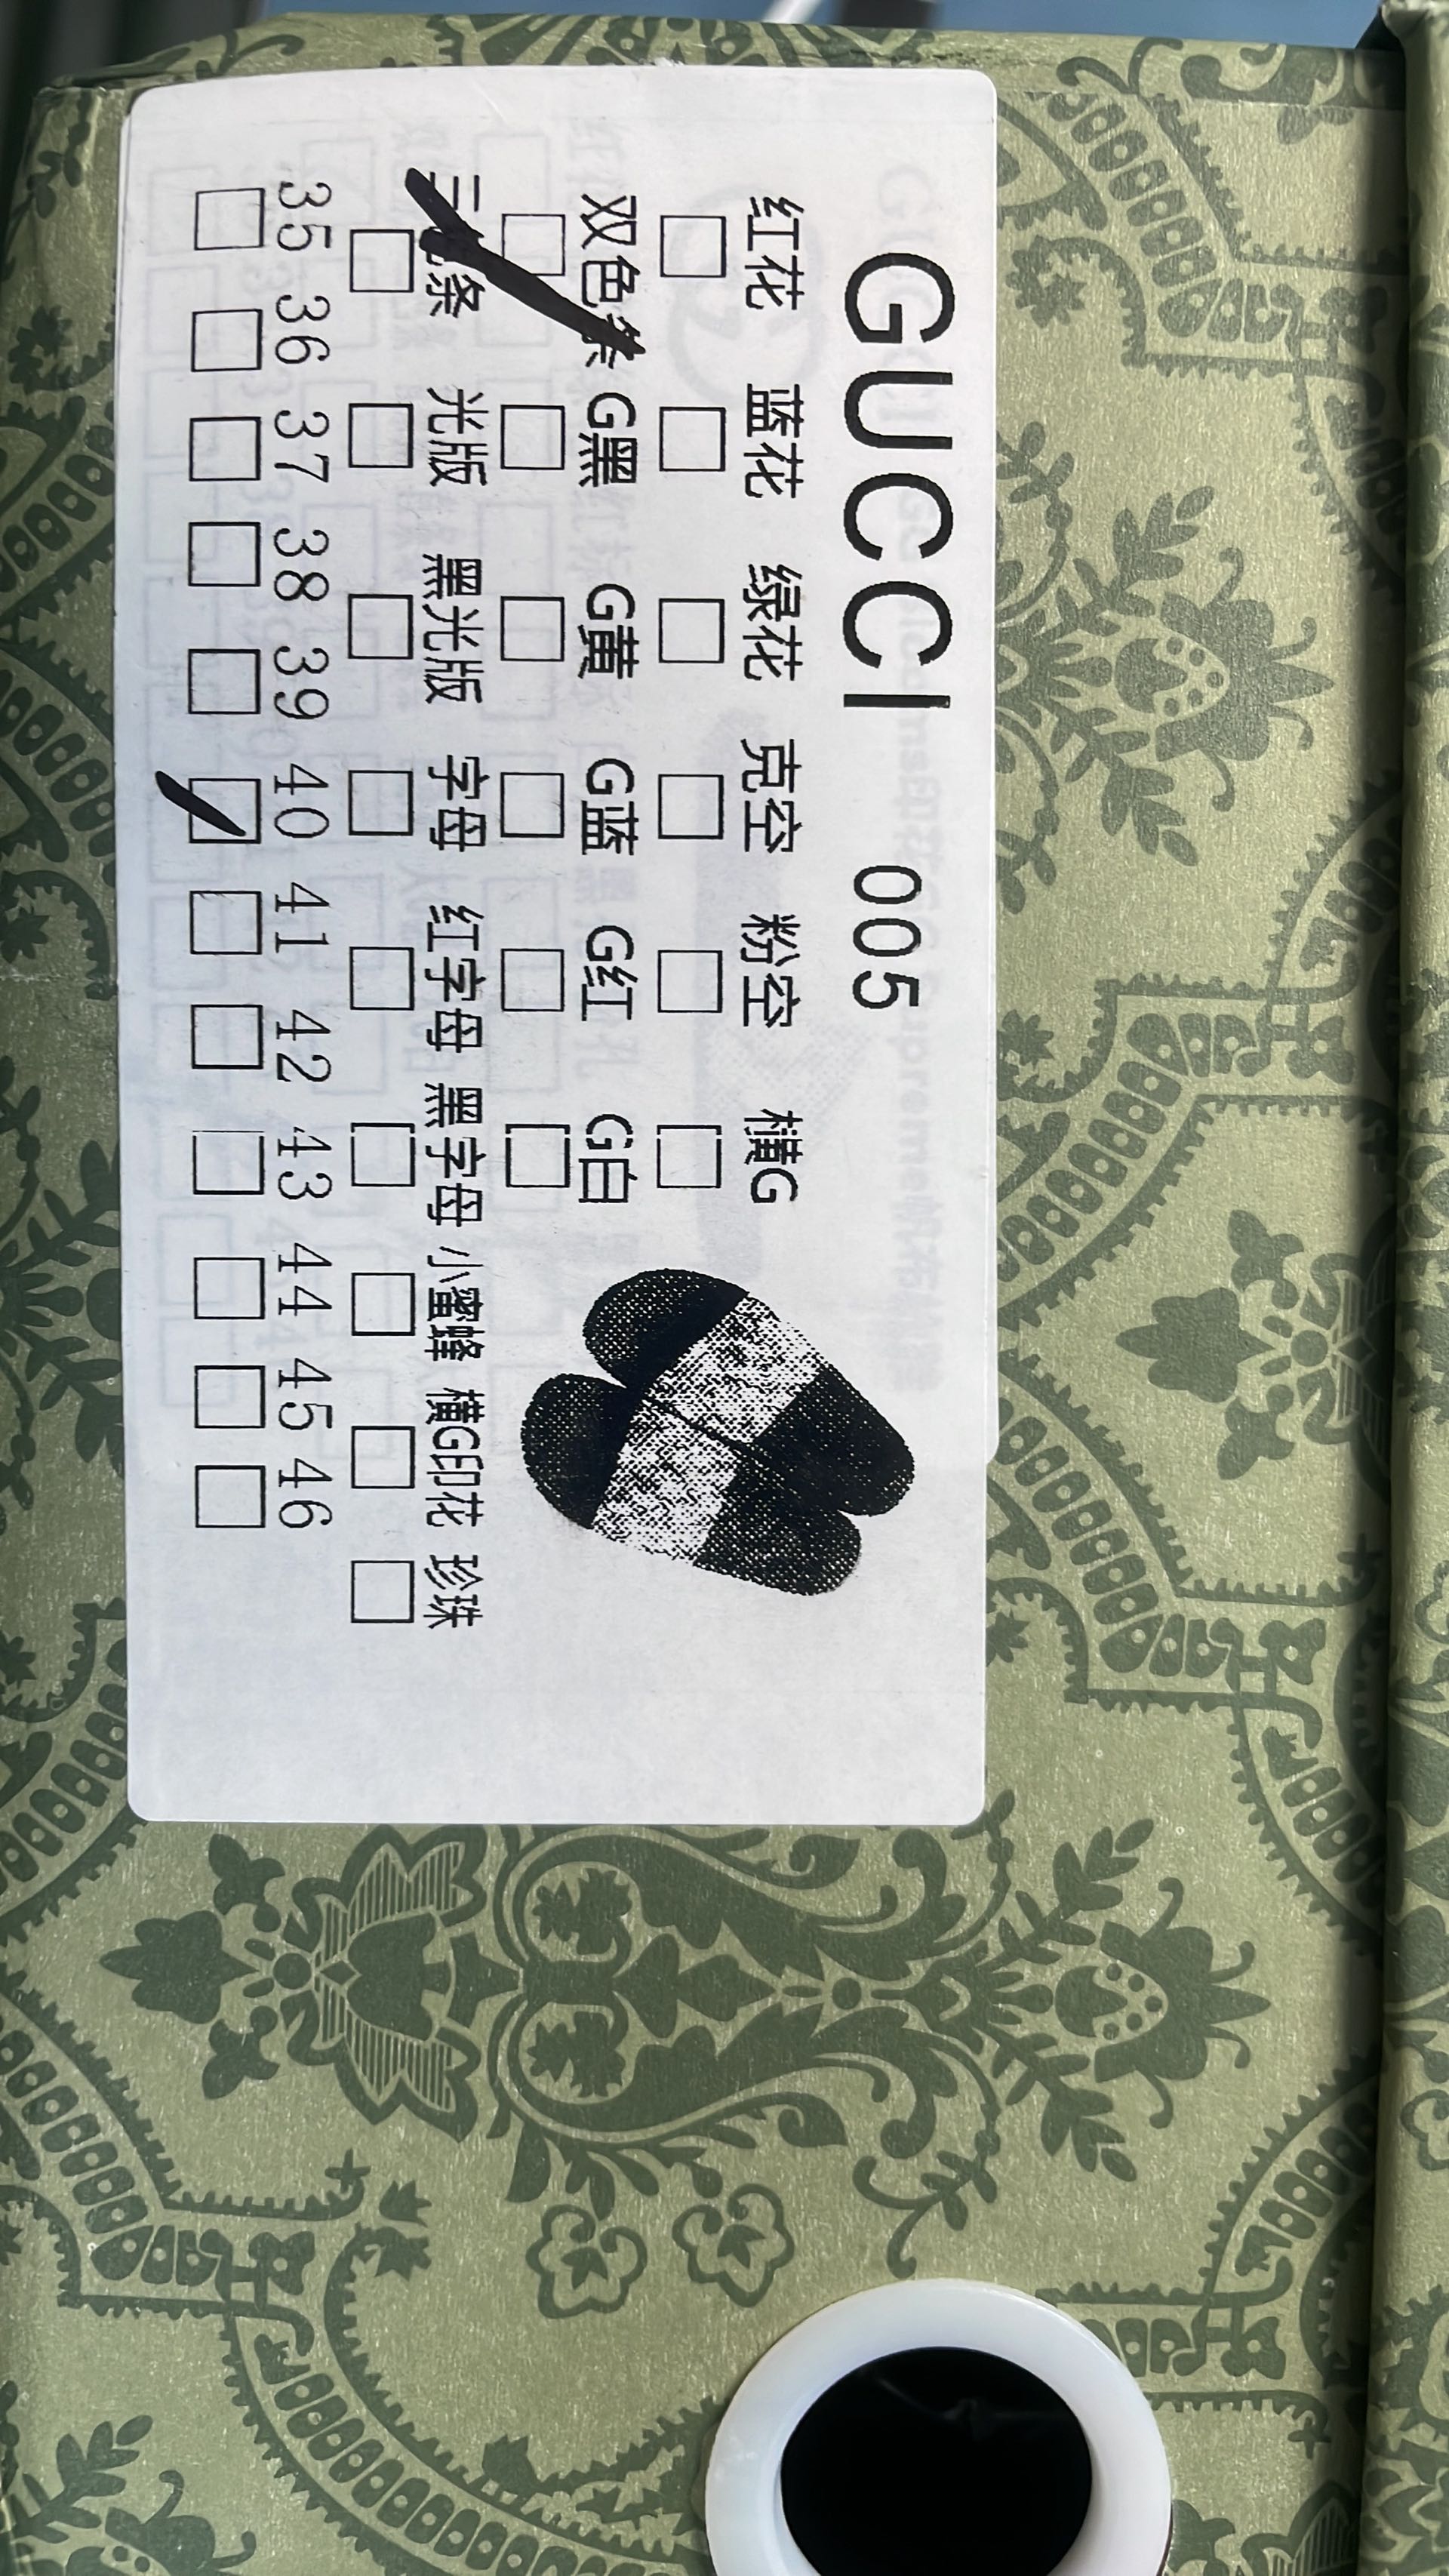 GUCCI 005
红花 蓝花 绿花 克空 粉空 横G
双色条 G黑 G黄 G蓝 G红 G白
条 光版 黑光版 字母 红字母 黑字母 小蜜蜂 横G印花 珍珠
35 36 37 38 39 40 41 42 43 44 45 46